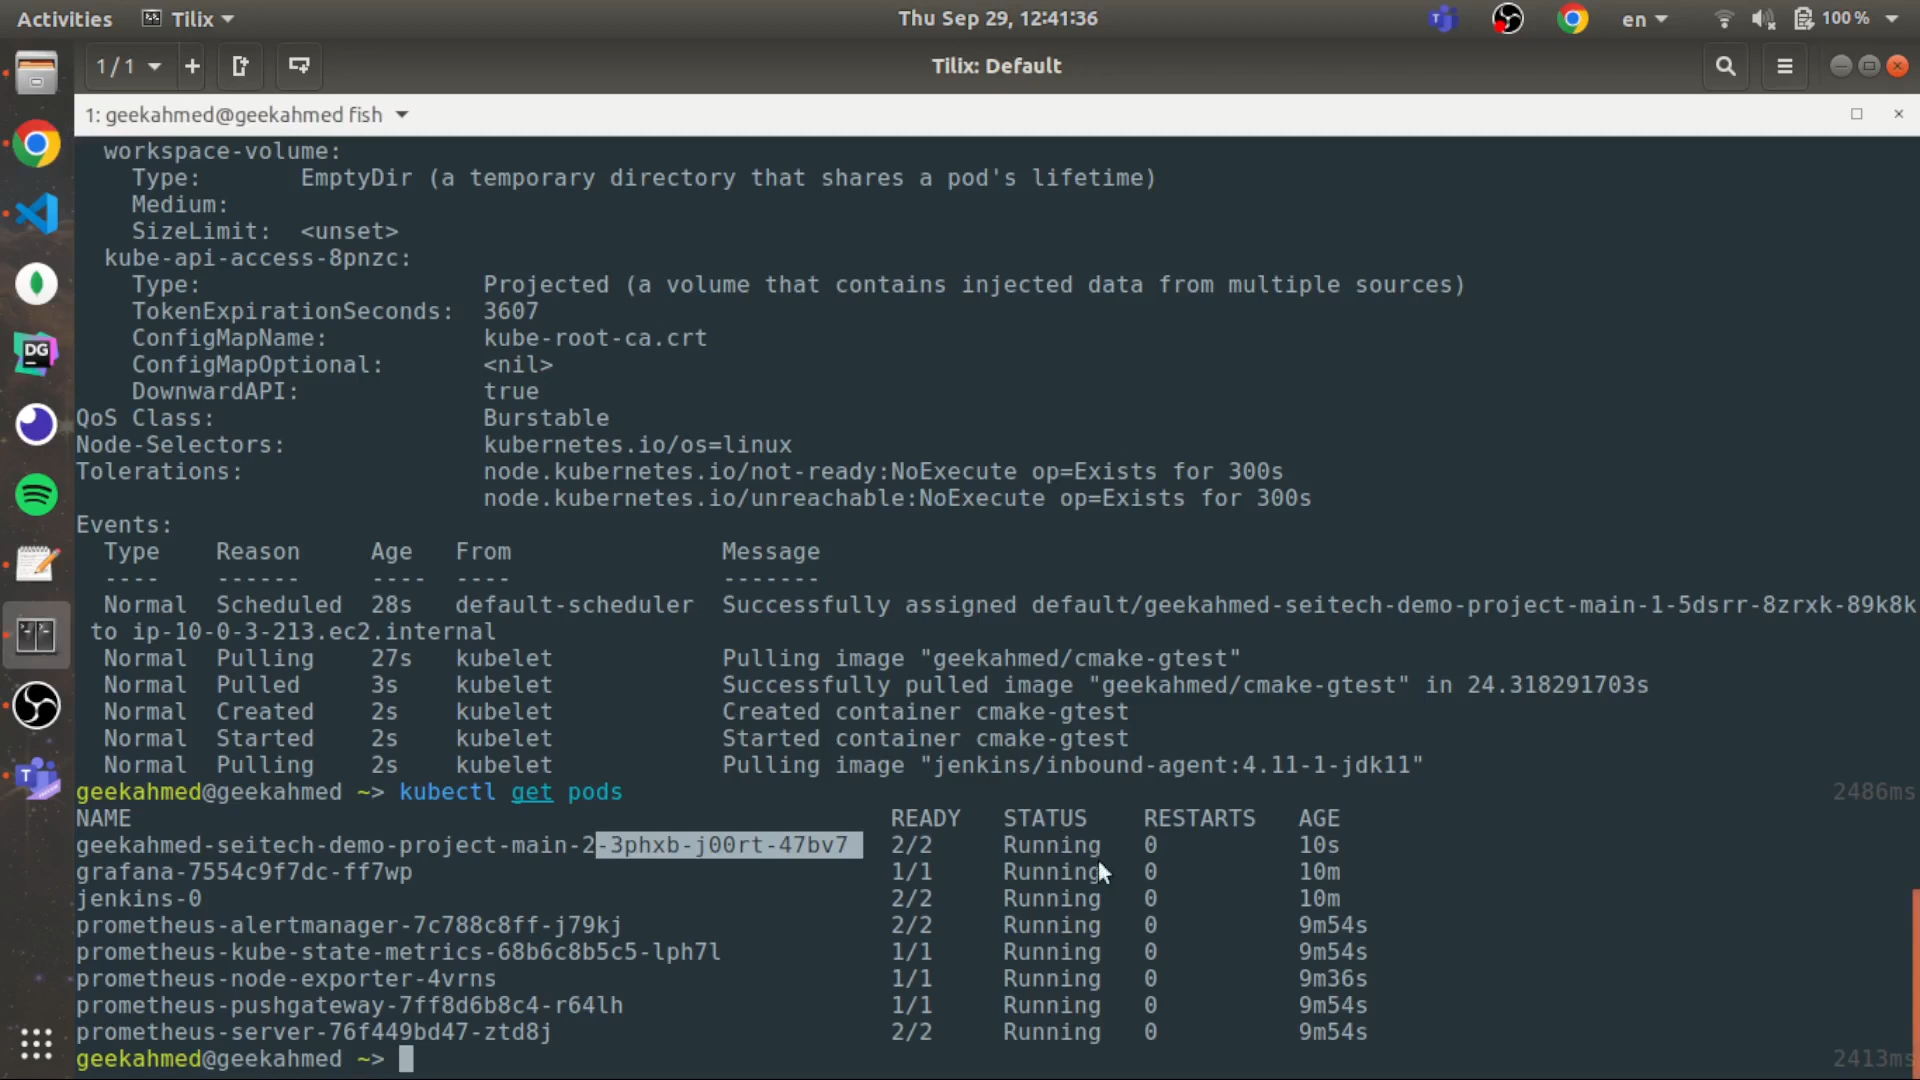 Activities Tilix Thu Sep 29, 12:41:36 en 100 %
1 / 1 Tilix: Default
1: geekahmed@geekahmed fish
workspace-volume:
Type: EmptyDir (a temporary directory that shares a pod's lifetime)
Medium:
SizeLimit: <unset>
kube-api-access-8pnzc:
Type: Projected (a volume that contains injected data from multiple sources)
TokenExpirationSeconds: 3607
ConfigMapName: kube-root-ca.crt
ConfigMapOptional: <nil>
DownwardAPI: true
QoS Class: Burstable
Node-Selectors: kubernetes.io/os=linux
Tolerations: node.kubernetes.io/not-ready:NoExecute op=Exists for 300s
node.kubernetes.io/unreachable:NoExecute op=Exists for 300s
Events:
Type Reason Age From Message
---- ------ ---- ---- -------
Normal Scheduled 28s default-scheduler Successfully assigned default/geekahmed-seitech-demo-project-main-1-5dsrr-8zrxk-89k8k
to ip-10-0-3-213.ec2.internal
Normal Pulling 27s kubelet Pulling image "geekahmed/cmake-gtest"
Normal Pulled 3s kubelet Successfully pulled image "geekahmed/cmake-gtest" in 24.318291703s
Normal Created 2s kubelet Created container cmake-gtest
Normal Started 2s kubelet Started container cmake-gtest
Normal Pulling 2s kubelet Pulling image "jenkins/inbound-agent:4.11-1-jdk11"
geekahmed@geekahmed ~> kubectl get pods 2486ms
NAME READY STATUS RESTARTS AGE
geekahmed-seitech-demo-project-main-2-3phxb-j00rt-47bv7 2/2 Running 0 10s
grafana-7554c9f7dc-ff7wp 1/1 Running 0 10m
jenkins-0 2/2 Running 0 10m
prometheus-alertmanager-7c788c8ff-j79kj 2/2 Running 0 9m54s
prometheus-kube-state-metrics-68b6c8b5c5-lph7l 1/1 Running 0 9m54s
prometheus-node-exporter-4vrns 1/1 Running 0 9m36s
prometheus-pushgateway-7ff8d6b8c4-r64lh 1/1 Running 0 9m54s
prometheus-server-76f449bd47-ztd8j 2/2 Running 0 9m54s
geekahmed@geekahmed ~> 2413ms
DG
T